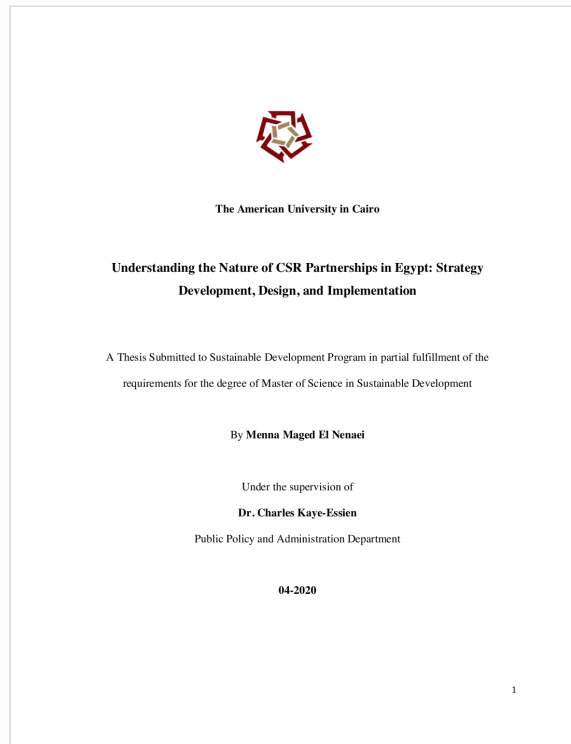 The American University in Cairo
Understanding the Nature of CSR Partnerships in Egypt: Strategy
Development, Design, and Implementation
A Thesis Submitted to Sustainable Development Program in partial fulfillment of the
requirements for the degree of Master of Science in Sustainable Development
By Menna Maged El Nenaei
Under the supervision of
Dr. Charles Kaye-Essien
Public Policy and Administration Department
04-2020
1